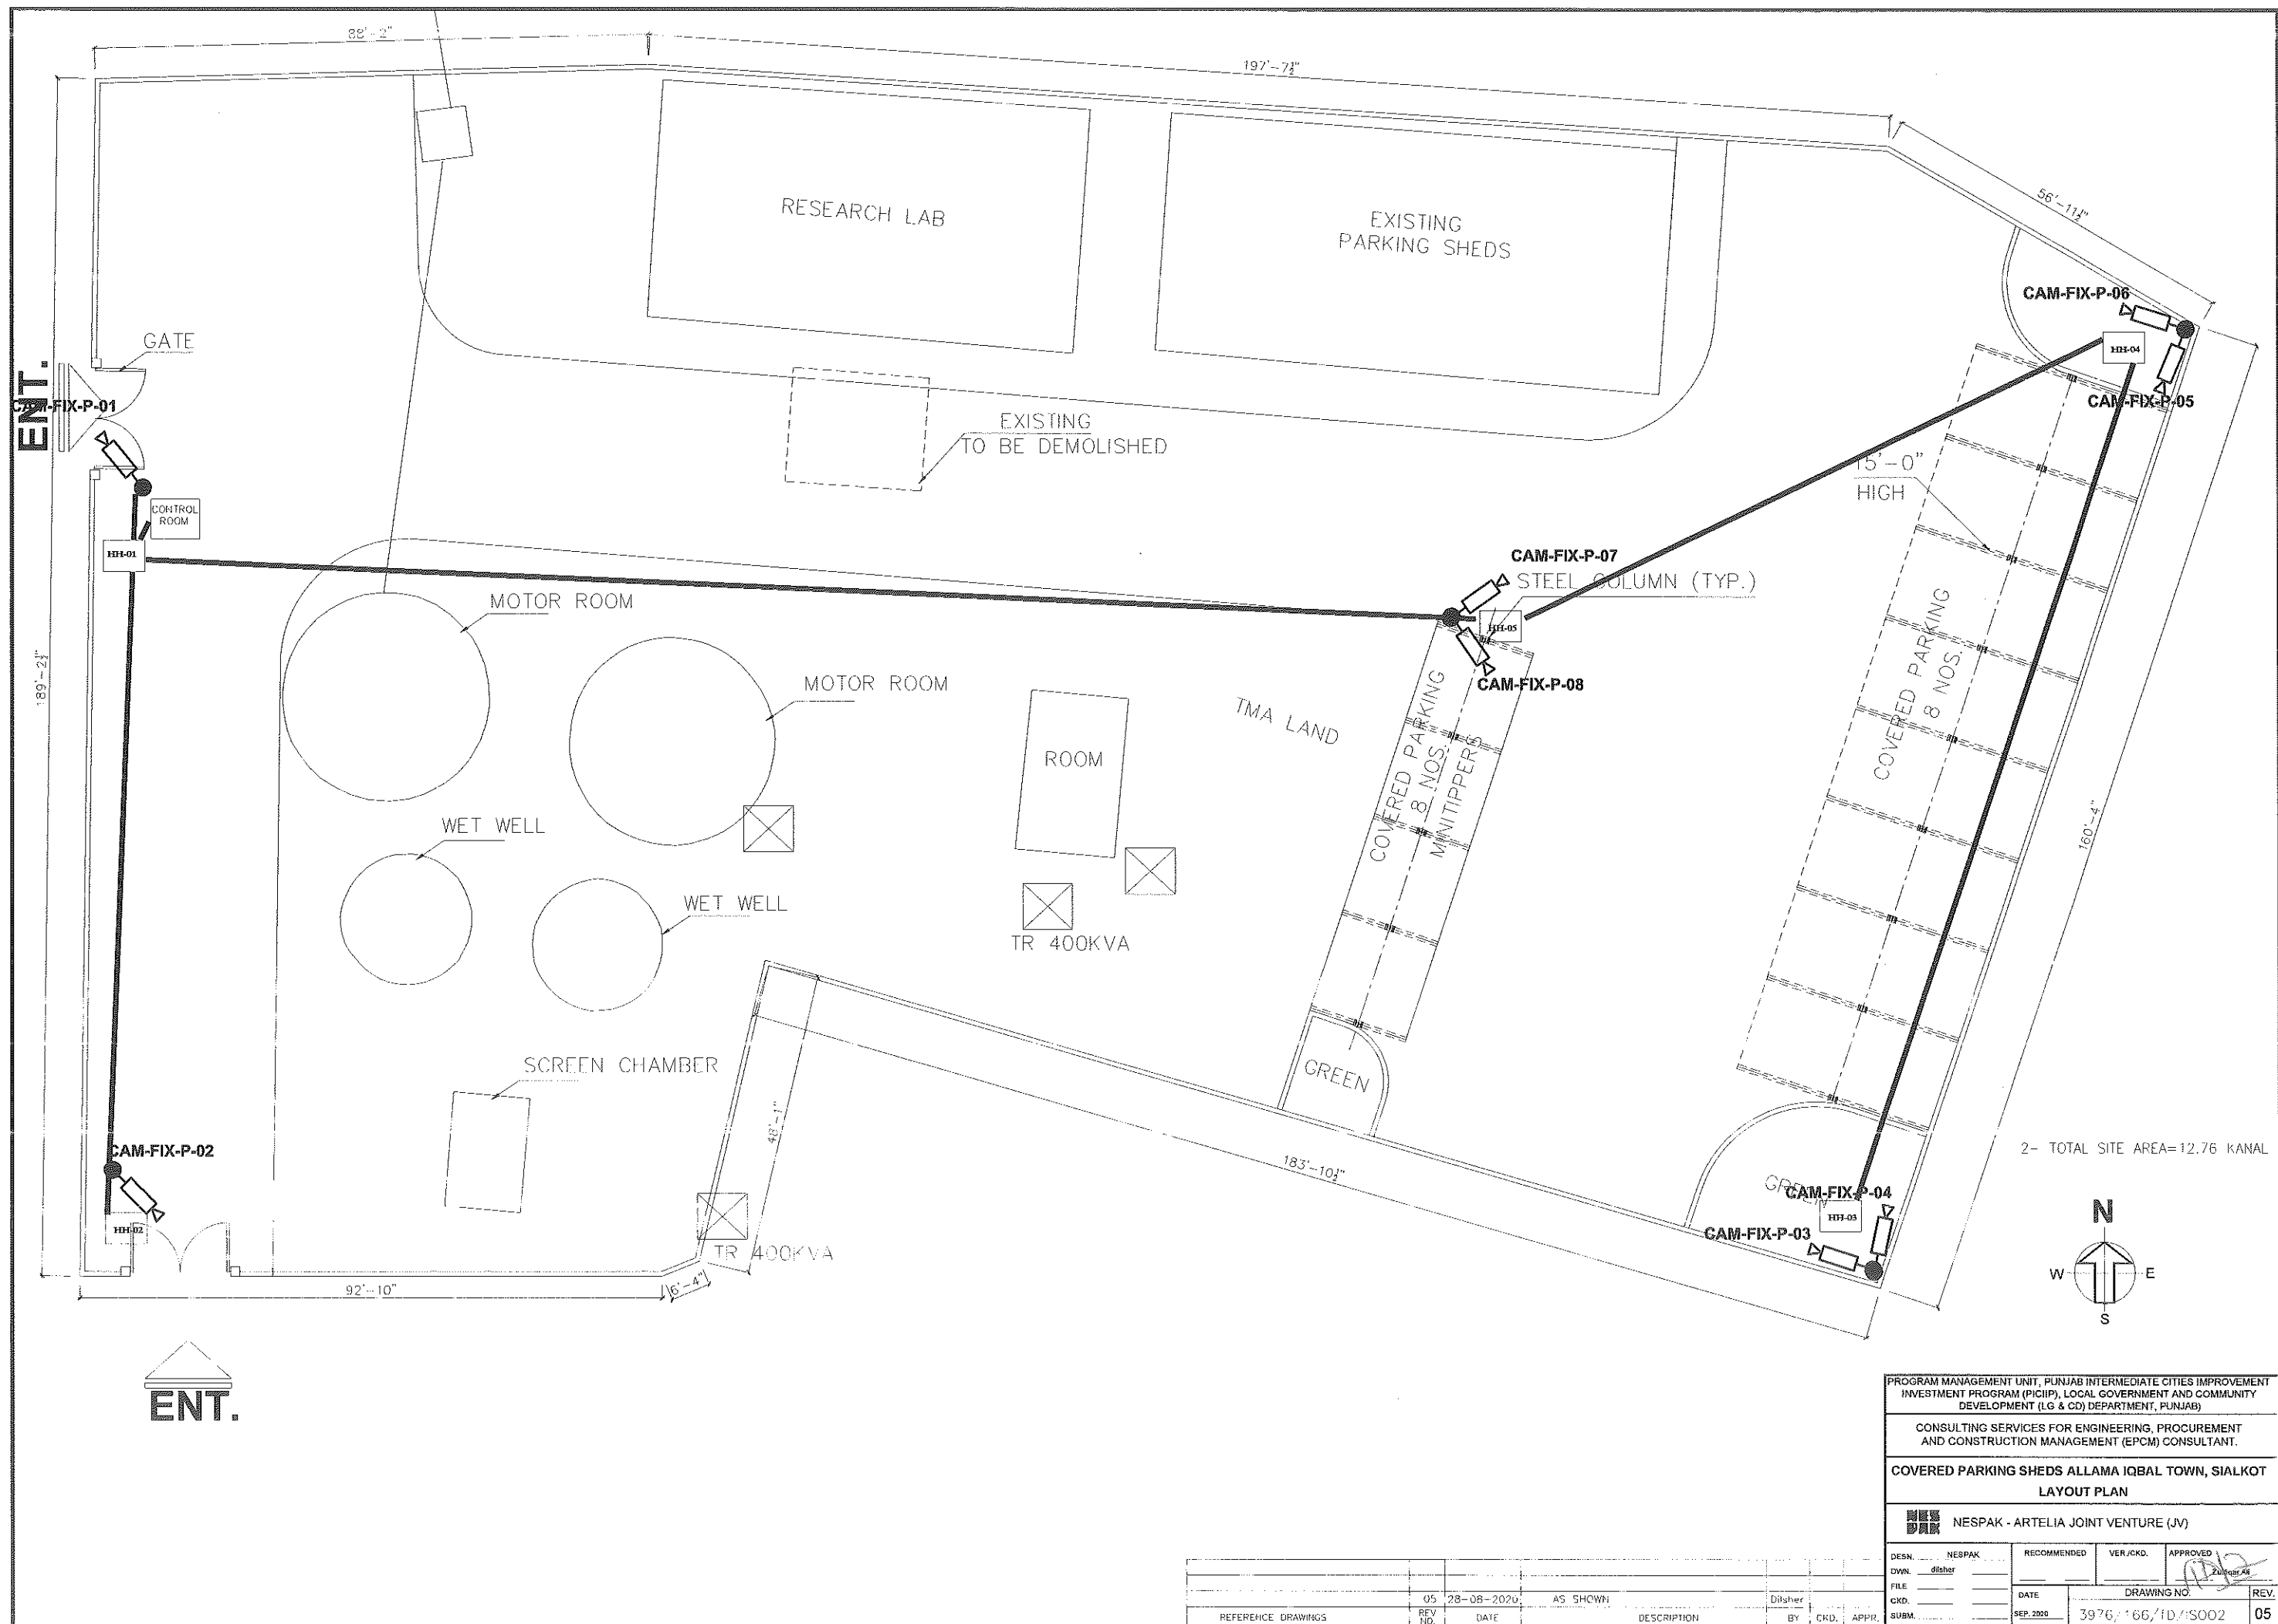 88'-2"
197'-7½"
56'-11½"
RESEARCH LAB
EXISTING
PARKING SHEDS
CAM-FIX-P-06
HH-04
CAM-FIX-P-05
GATE
ENT.
CAM-FIX-P-01
EXISTING
TO BE DEMOLISHED
15'-0"
HIGH
CONTROL
ROOM
HH-01
CAM-FIX-P-07
STEEL COLUMN (TYP.)
HH-05
CAM-FIX-P-08
MOTOR ROOM
MOTOR ROOM
189'-2½"
TMA LAND
ROOM
COVERED PARKING
8 NOS.
MINITIPPERS
COVERED PARKING
8 NOS.
160'-4"
WET WELL
WET WELL
TR 400KVA
SCREEN CHAMBER
GREEN
48'-1"
183'-10½"
CAM-FIX-P-02
HH-02
TR 400KVA
GREEN
CAM-FIX-P-04
HH-03
CAM-FIX-P-03
92'-10"
6'-4"
2- TOTAL SITE AREA=12.76 KANAL
N
W
E
S
ENT.
PROGRAM MANAGEMENT UNIT, PUNJAB INTERMEDIATE CITIES IMPROVEMENT
INVESTMENT PROGRAM (PICIIP), LOCAL GOVERNMENT AND COMMUNITY
DEVELOPMENT (LG & CD) DEPARTMENT, PUNJAB)
CONSULTING SERVICES FOR ENGINEERING, PROCUREMENT
AND CONSTRUCTION MANAGEMENT (EPCM) CONSULTANT.
COVERED PARKING SHEDS ALLAMA IQBAL TOWN, SIALKOT
LAYOUT PLAN
NES
PAK
NESPAK - ARTELIA JOINT VENTURE (JV)
DESN. NESPAK
DWN. dilsher
FILE
CKD.
SUBM.
RECOMMENDED
VER./CKD.
APPROVED
DATE
SEP. 2020
DRAWING NO.
3976/166/TD/IS002
REV.
05
05 28-08-2020 AS SHOWN Dilsher
REFERENCE DRAWINGS REV NO. DATE DESCRIPTION BY CKD. APPR.